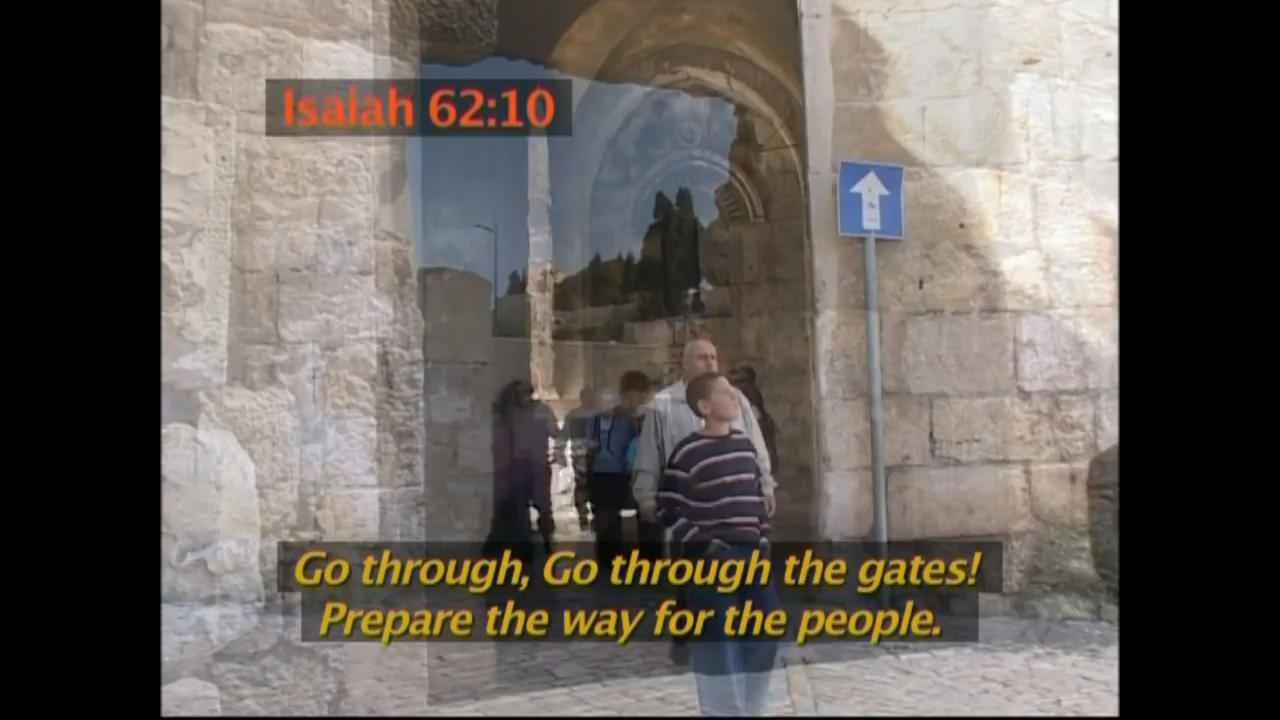 Isaiah 62:10
Go through, Go through the gates!
Prepare the way for the people.